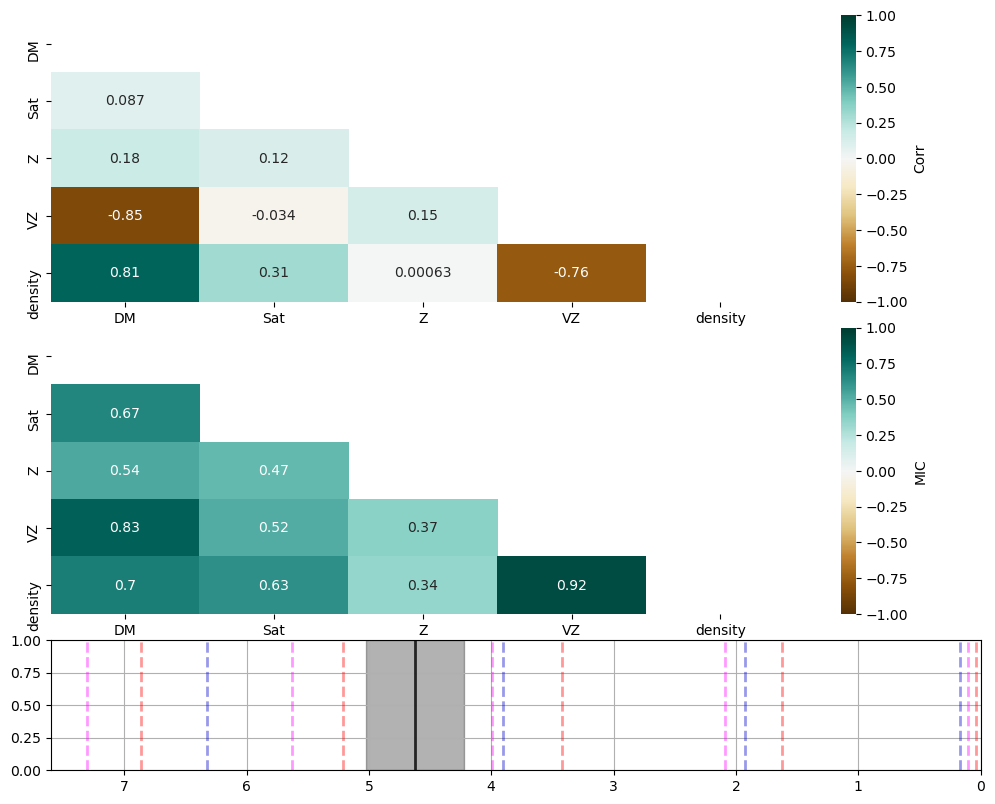 DM
Sat
Z
VZ
density
0.087
0.18 0.12
-0.85 -0.034 0.15
0.81 0.31 0.00063 -0.76
DM Sat Z VZ density
1.00
0.75
0.50
0.25
0.00
−0.25
−0.50
−0.75
−1.00
Corr
DM
Sat
Z
VZ
density
0.67
0.54 0.47
0.83 0.52 0.37
0.7 0.63 0.34 0.92
DM Sat Z VZ density
1.00
0.75
0.50
0.25
0.00
−0.25
−0.50
−0.75
−1.00
MIC
1.00
0.75
0.50
0.25
0.00
7 6 5 4 3 2 1 0